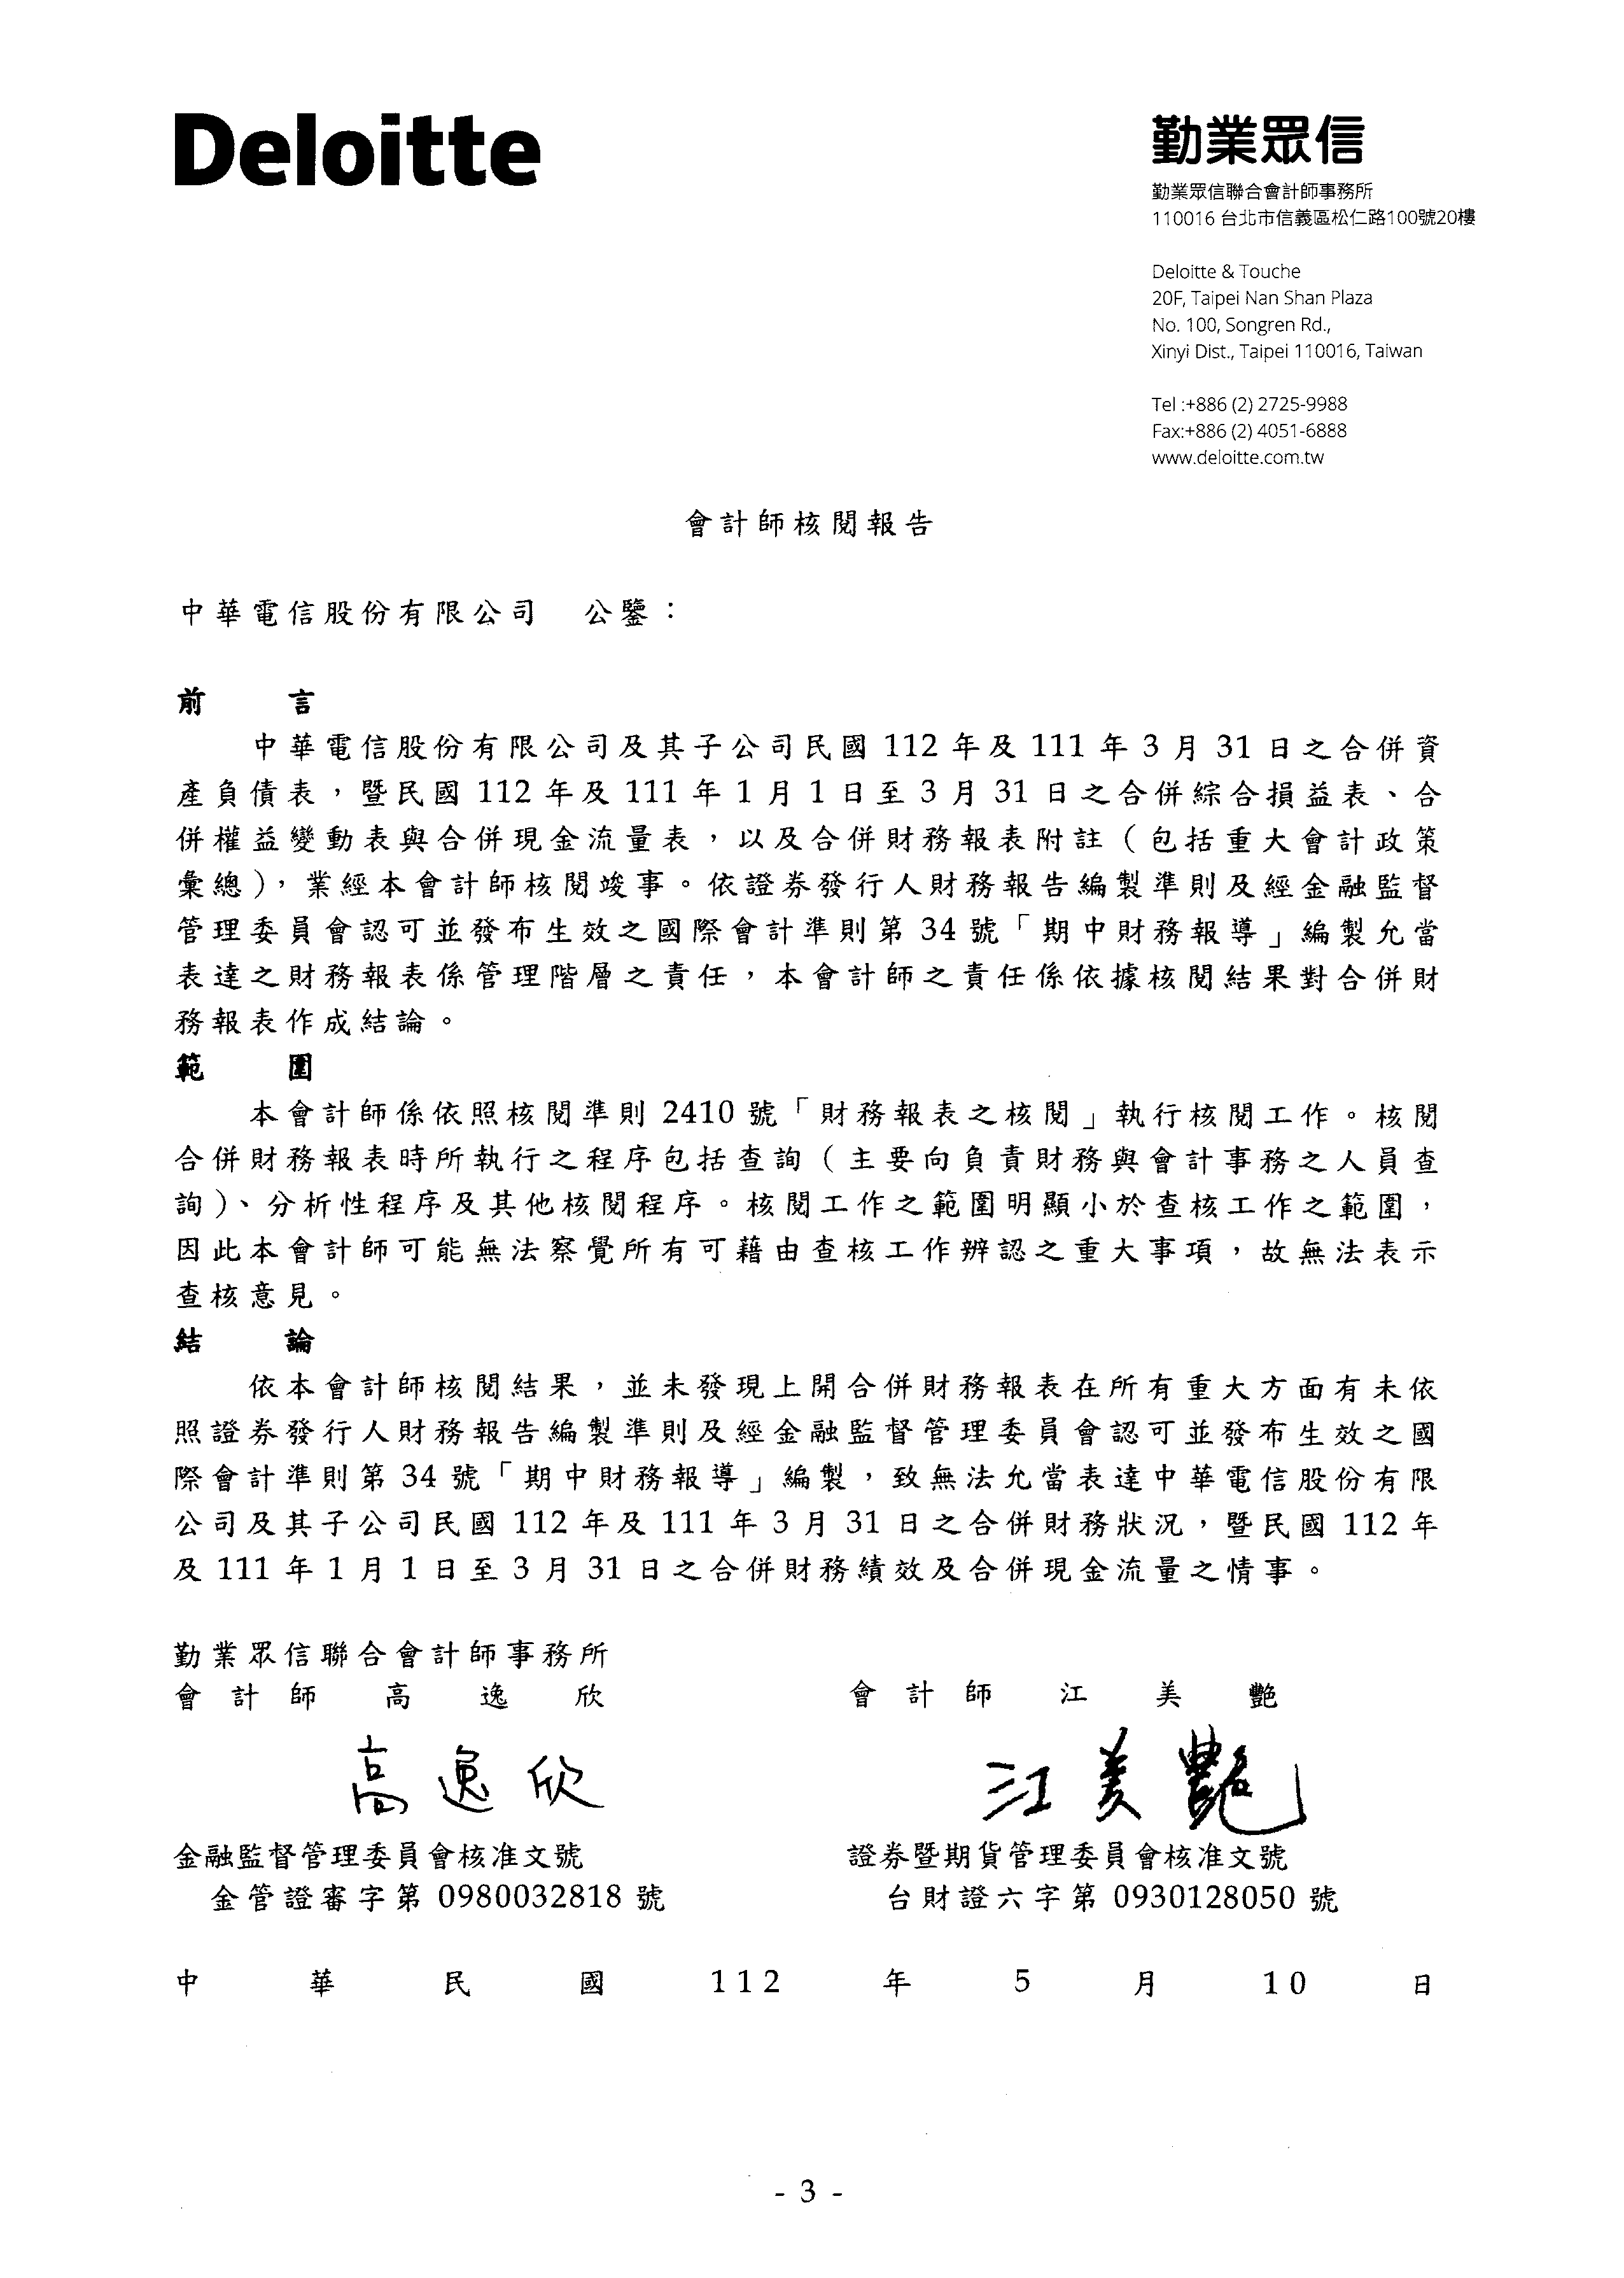 Deloitte
勤業眾信
勤業眾信聯合會計師事務所
110016 台北市信義區松仁路100號20樓
Deloitte & Touche
20F, Taipei Nan Shan Plaza
No. 100, Songren Rd.,
Xinyi Dist., Taipei 110016, Taiwan
Tel :+886 (2) 2725-9988
Fax:+886 (2) 4051-6888
www.deloitte.com.tw
會計師核閱報告
中華電信股份有限公司　公鑒：
前　　言
中華電信股份有限公司及其子公司民國 112 年及 111 年 3 月 31 日之合併資
產負債表，暨民國 112 年及 111 年 1 月 1 日至 3 月 31 日之合併綜合損益表、合
併權益變動表與合併現金流量表，以及合併財務報表附註（包括重大會計政策
彙總），業經本會計師核閱竣事。依證券發行人財務報告編製準則及經金融監督
管理委員會認可並發布生效之國際會計準則第 34 號「期中財務報導」編製允當
表達之財務報表係管理階層之責任，本會計師之責任係依據核閱結果對合併財
務報表作成結論。
範　　圍
本會計師係依照核閱準則 2410 號「財務報表之核閱」執行核閱工作。核閱
合併財務報表時所執行之程序包括查詢（主要向負責財務與會計事務之人員查
詢）、分析性程序及其他核閱程序。核閱工作之範圍明顯小於查核工作之範圍，
因此本會計師可能無法察覺所有可藉由查核工作辨認之重大事項，故無法表示
查核意見。
結　　論
依本會計師核閱結果，並未發現上開合併財務報表在所有重大方面有未依
照證券發行人財務報告編製準則及經金融監督管理委員會認可並發布生效之國
際會計準則第 34 號「期中財務報導」編製，致無法允當表達中華電信股份有限
公司及其子公司民國 112 年及 111 年 3 月 31 日之合併財務狀況，暨民國 112 年
及 111 年 1 月 1 日至 3 月 31 日之合併財務績效及合併現金流量之情事。
勤業眾信聯合會計師事務所
會計師　高　逸　欣　　會計師　江　美　艷
高逸欣　　江美艷
金融監督管理委員會核准文號　　證券暨期貨管理委員會核准文號
金管證審字第 0980032818 號　　台財證六字第 0930128050 號
中　華　民　國　112　年　5　月　10　日
- 3 -